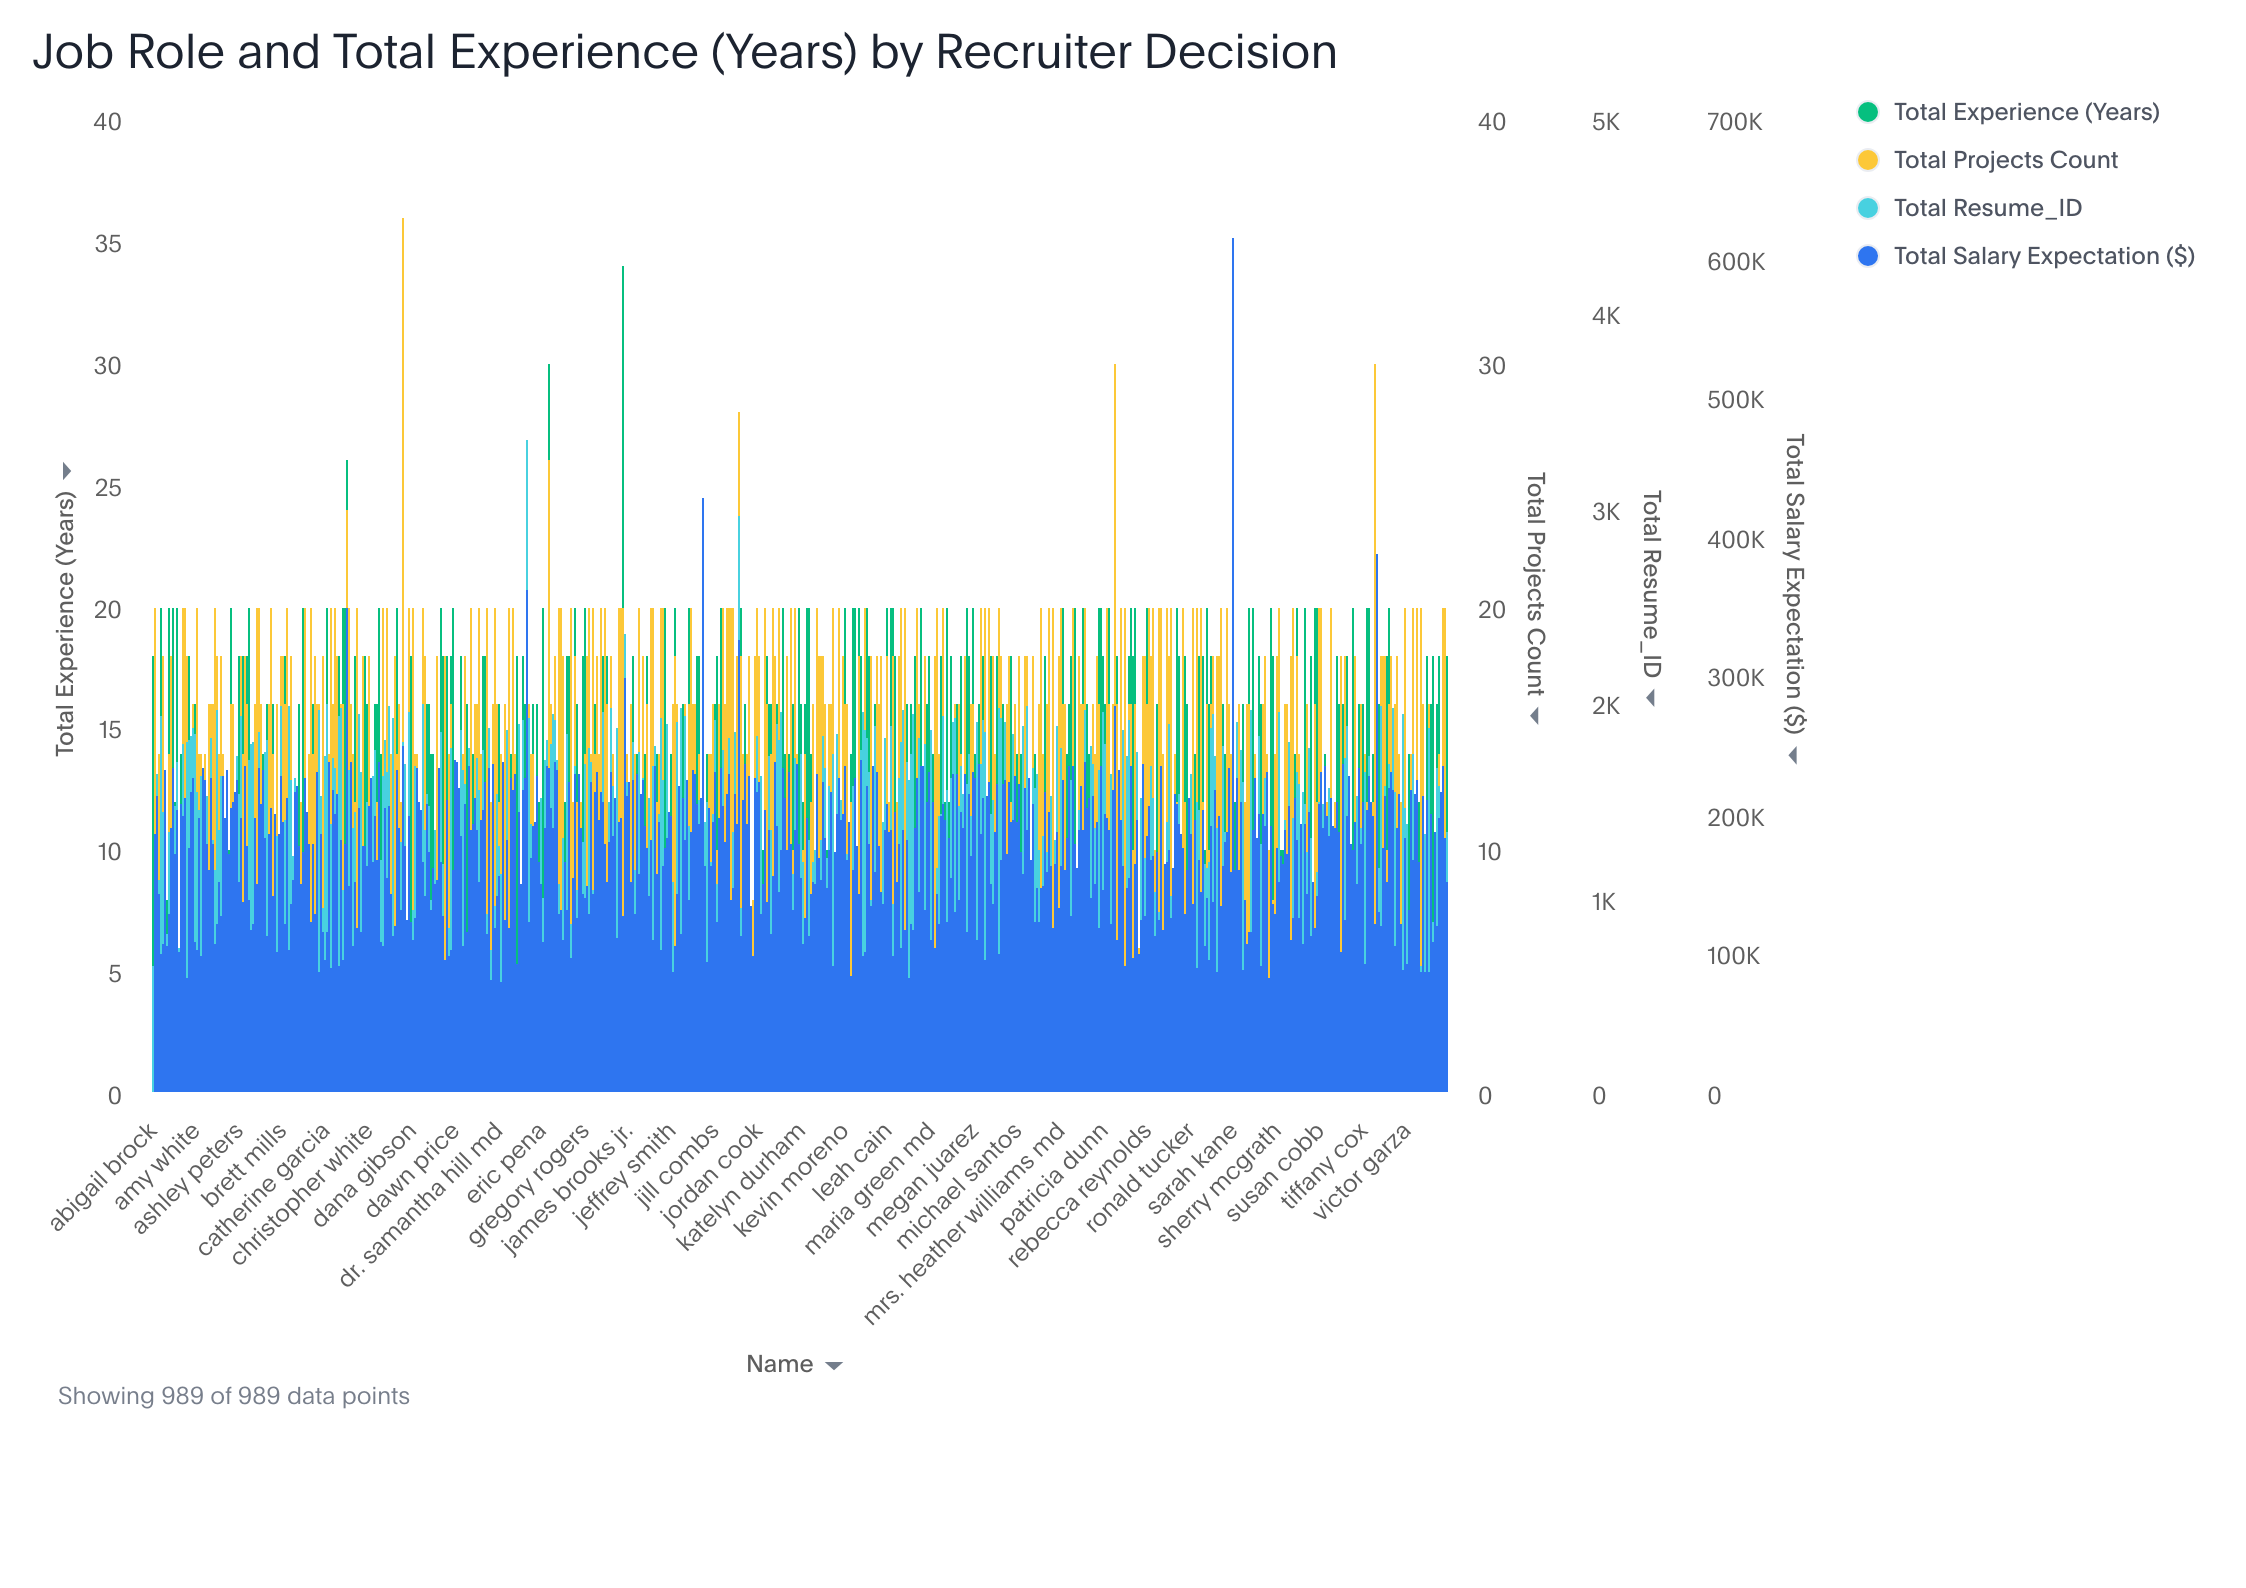 Job Role and Total Experience (Years) by Recruiter Decision
Total Experience (Years)
40
35
30
25
20
15
10
5
0
40
30
20
10
0
Total Projects Count
5K
4K
3K
2K
1K
0
Total Resume_ID
700K
600K
500K
400K
300K
200K
100K
0
Total Salary Expectation ($)
Total Experience (Years)
Total Projects Count
Total Resume_ID
Total Salary Expectation ($)
abigail brock
amy white
ashley peters
brett mills
catherine garcia
christopher white
dana gibson
dawn price
dr. samantha hill md
eric pena
gregory rogers
james brooks jr.
jeffrey smith
jill combs
jordan cook
katelyn durham
kevin moreno
leah cain
maria green md
megan juarez
michael santos
mrs. heather williams md
patricia dunn
rebecca reynolds
ronald tucker
sarah kane
sherry mcgrath
susan cobb
tiffany cox
victor garza
Name
Showing 989 of 989 data points